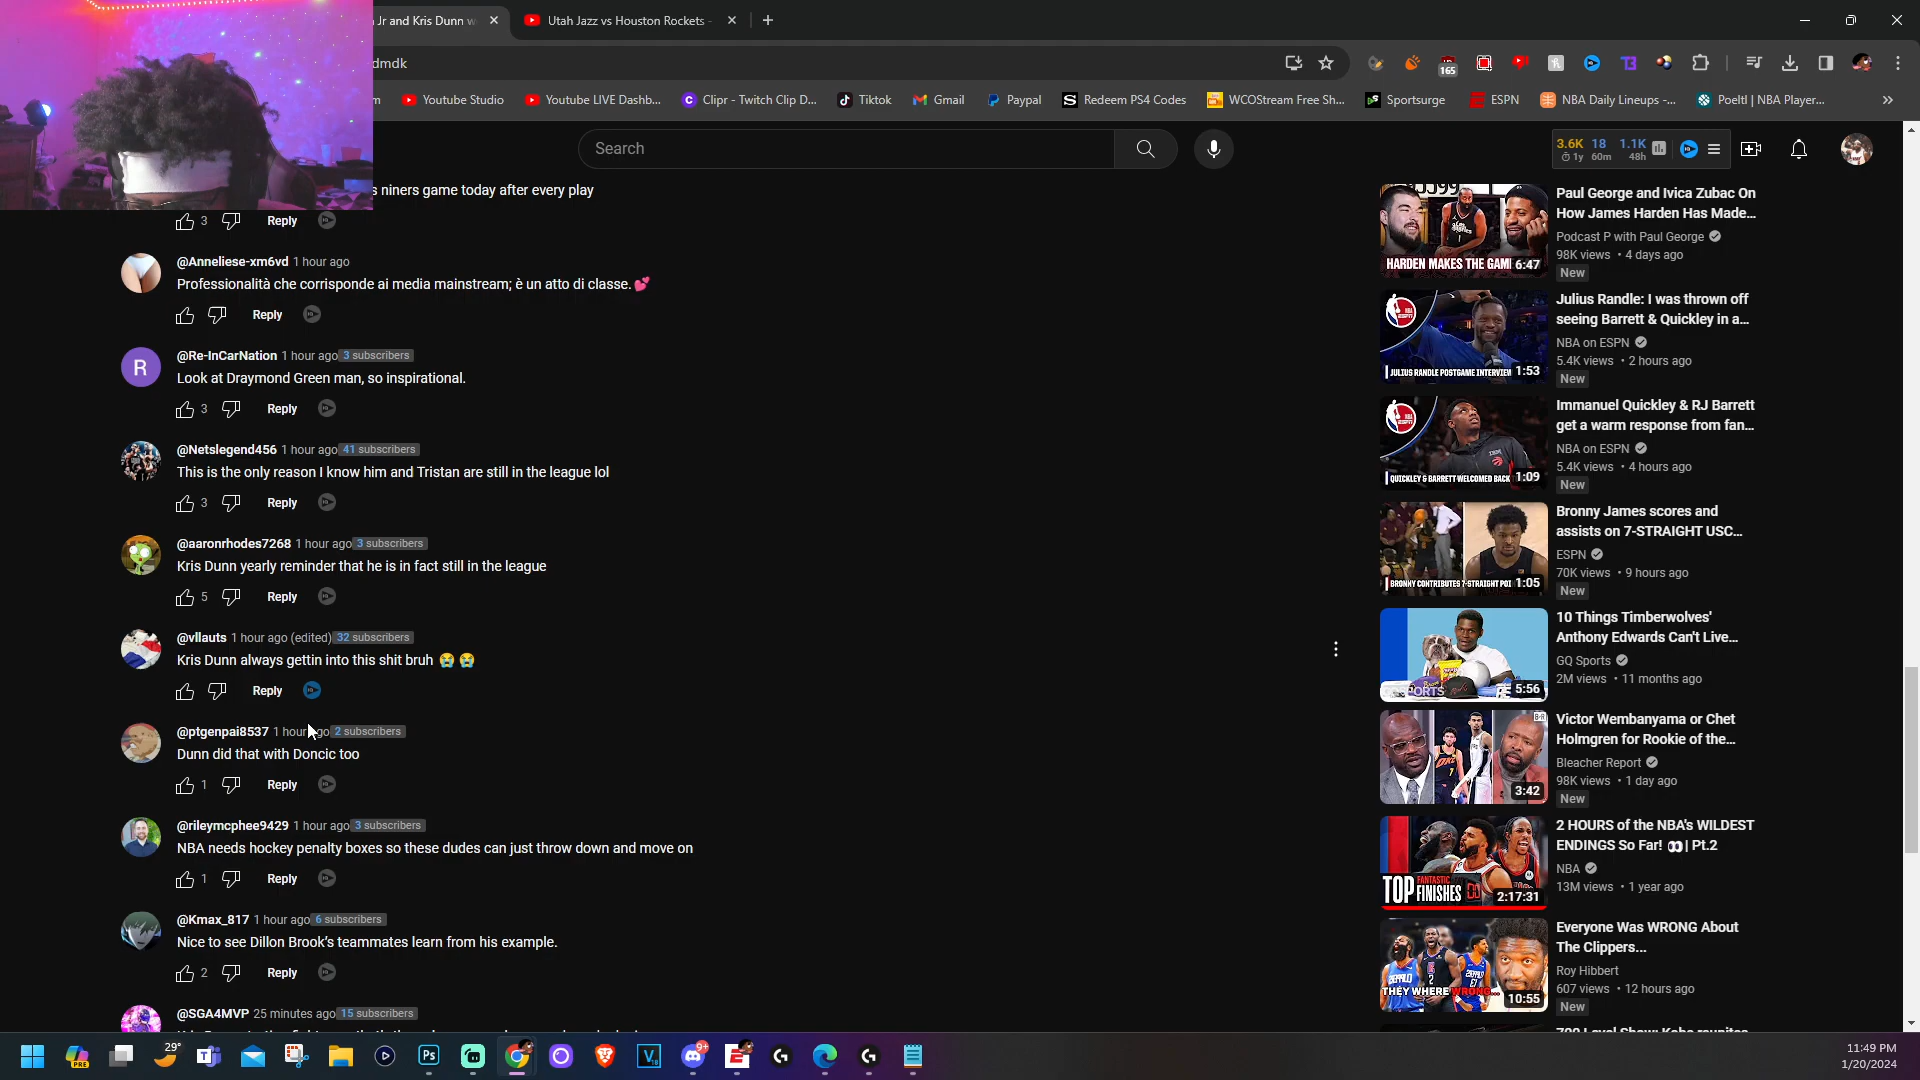 Jr and Kris Dunn w
Utah Jazz vs Houston Rockets -
dmdk
165
Youtube Studio
Youtube LIVE Dashb...
Clipr - Twitch Clip D...
Tiktok
Gmail
Paypal
Redeem PS4 Codes
WCOStream Free Sh...
Sportsurge
ESPN
NBA Daily Lineups -...
Poeltl | NBA Player...
Search
3.6K 18 1.1K
1y 60m 48h
s niners game today after every play
3 Reply
@Anneliese-xm6vd 1 hour ago
Professionalità che corrisponde ai media mainstream; è un atto di classe.💕
Reply
@Re-InCarNation 1 hour ago 3 subscribers
Look at Draymond Green man, so inspirational.
3 Reply
@Netslegend456 1 hour ago 41 subscribers
This is the only reason I know him and Tristan are still in the league lol
3 Reply
@aaronrhodes7268 1 hour ago 3 subscribers
Kris Dunn yearly reminder that he is in fact still in the league
5 Reply
@vllauts 1 hour ago (edited) 32 subscribers
Kris Dunn always gettin into this shit bruh 😭 😭
Reply
@ptgenpai8537 1 hour ago 2 subscribers
Dunn did that with Doncic too
1 Reply
@rileymcphee9429 1 hour ago 3 subscribers
NBA needs hockey penalty boxes so these dudes can just throw down and move on
1 Reply
@Kmax_817 1 hour ago 6 subscribers
Nice to see Dillon Brook's teammates learn from his example.
2 Reply
@SGA4MVP 25 minutes ago 15 subscribers
HARDEN MAKES THE GAM
6:47
Paul George and Ivica Zubac On
How James Harden Has Made...
Podcast P with Paul George
98K views • 4 days ago
New
JULIUS RANDLE POSTGAME INTERVIEW
1:53
Julius Randle: I was thrown off
seeing Barrett & Quickley in a...
NBA on ESPN
5.4K views • 2 hours ago
New
QUICKLEY & BARRETT WELCOMED BACK
1:09
Immanuel Quickley & RJ Barrett
get a warm response from fan...
NBA on ESPN
5.4K views • 4 hours ago
New
BRONNY CONTRIBUTES 7-STRAIGHT POI
1:05
Bronny James scores and
assists on 7-STRAIGHT USC...
ESPN
70K views • 9 hours ago
New
5:56
10 Things Timberwolves'
Anthony Edwards Can't Live...
GQ Sports
2M views • 11 months ago
B/R
3:42
Victor Wembanyama or Chet
Holmgren for Rookie of the...
Bleacher Report
98K views • 1 day ago
New
TOP FANTASTIC FINISHES
2:17:31
2 HOURS of the NBA's WILDEST
ENDINGS So Far! 👀 | Pt.2
NBA
13M views • 1 year ago
THEY WHERE WRONG...
10:55
Everyone Was WRONG About
The Clippers...
Roy Hibbert
607 views • 12 hours ago
New
29°
PRE
9+
11:49 PM
1/20/2024